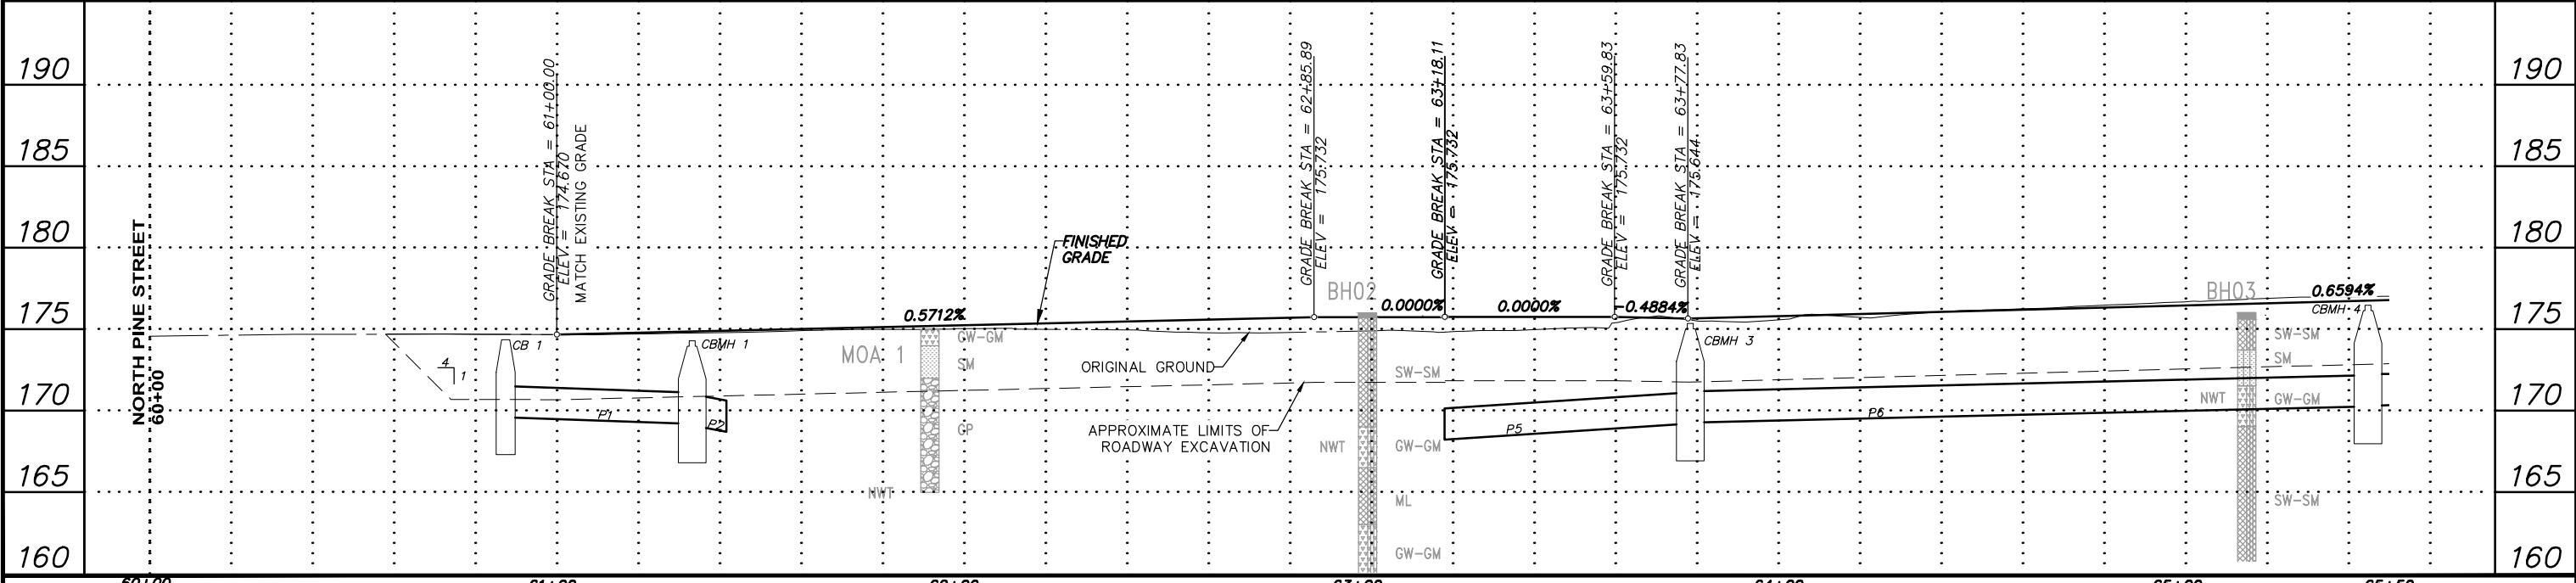 190
185
180
175
170
165
160
NORTH PINE STREET
60+00
GRADE BREAK STA = 61+00.00
ELEV = 174.670
MATCH EXISTING GRADE
4
1
CB 1
P1
CBMH 1
P2
0.5712%
MOA 1
GW-GM
SM
GP
NWT
FINISHED
GRADE
ORIGINAL GROUND
APPROXIMATE LIMITS OF
ROADWAY EXCAVATION
GRADE BREAK STA = 62+85.89
ELEV = 175.732
BH02
SW-SM
NWT
GW-GM
ML
GW-GM
0.0000%
GRADE BREAK STA = 63+18.11
ELEV = 175.732
0.0000%
P5
GRADE BREAK STA = 63+59.83
ELEV = 175.732
-0.4884%
GRADE BREAK STA = 63+77.83
ELEV = 175.644
CBMH 3
P6
BH03
SW-SM
SM
NWT
GW-GM
SW-SM
0.6594%
CBMH 4
190
185
180
175
170
165
160